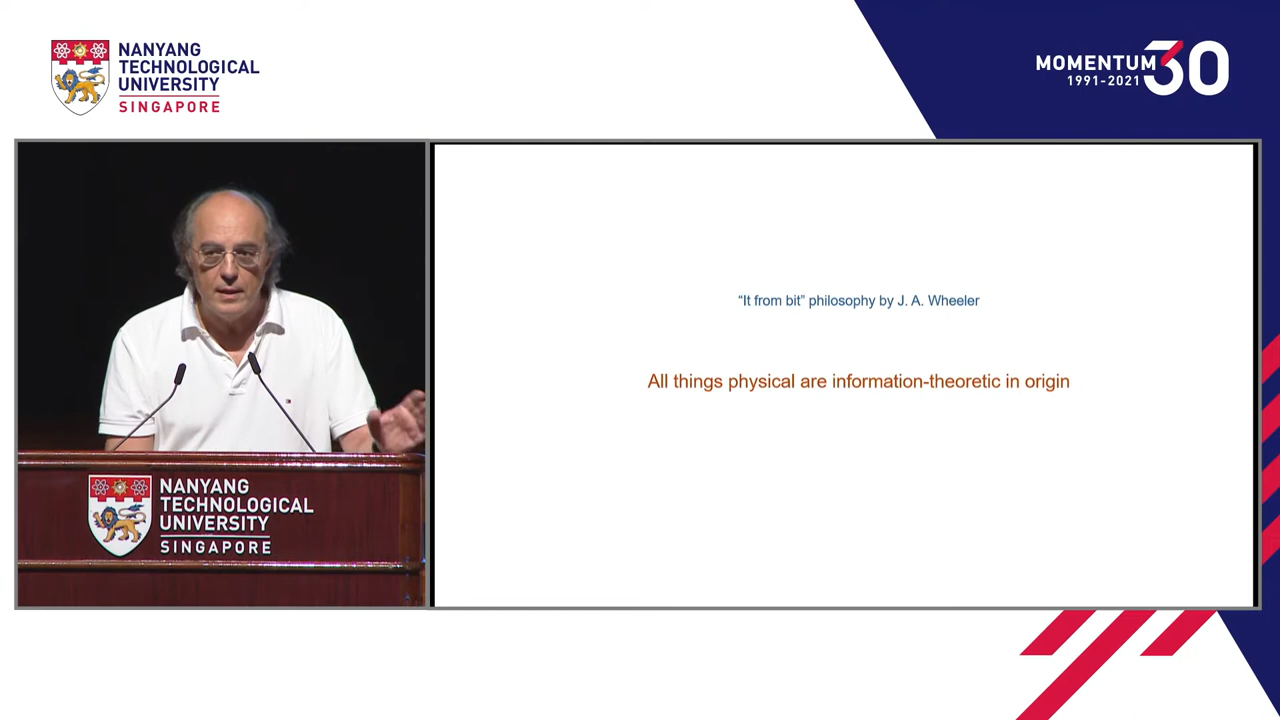 NANYANG
TECHNOLOGICAL
UNIVERSITY
SINGAPORE
MOMENTUM30
1991-2021
“It from bit” philosophy by J. A. Wheeler
All things physical are information-theoretic in origin
NANYANG
TECHNOLOGICAL
UNIVERSITY
SINGAPORE